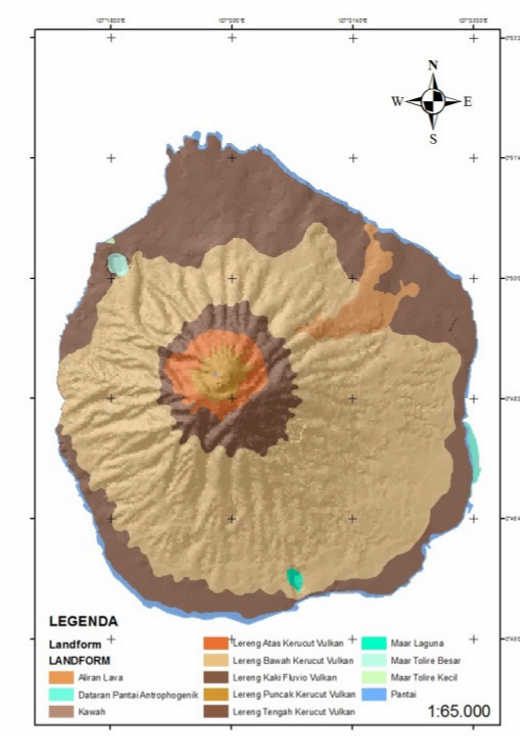 N
W E
S
LEGENDA
Landform
LANDFORM
Aliran Lava
Dataran Pantai Antrophogenik
Kawah
Lereng Atas Kerucut Vulkan
Lereng Bawah Kerucut Vulkan
Lereng Kaki Fluvio Vulkan
Lereng Puncak Kerucut Vulkan
Lereng Tengah Kerucut Vulkan
Maar Laguna
Maar Tolire Besar
Maar Tolire Kecil
Pantai
1:65.000